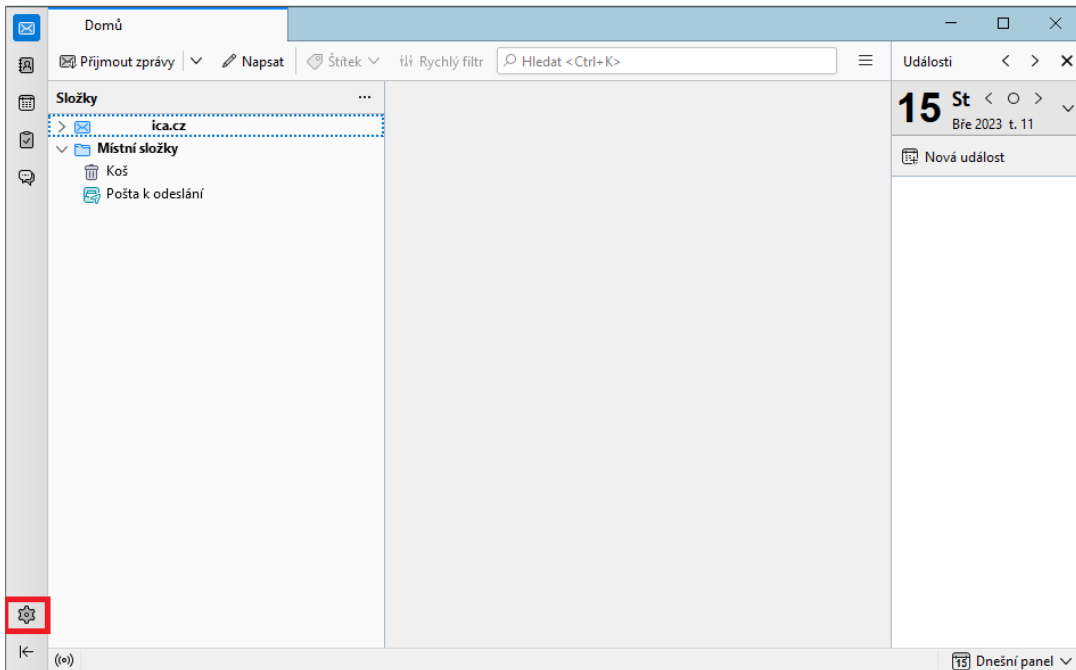 Domů
Přijmout zprávy
Napsat
Štítek
Rychlý filtr
Hledat <Ctrl+K>
Události
Složky
ica.cz
Místní složky
Koš
Pošta k odeslání
15 St
Bře 2023 t. 11
Nová událost
15 Dnešní panel